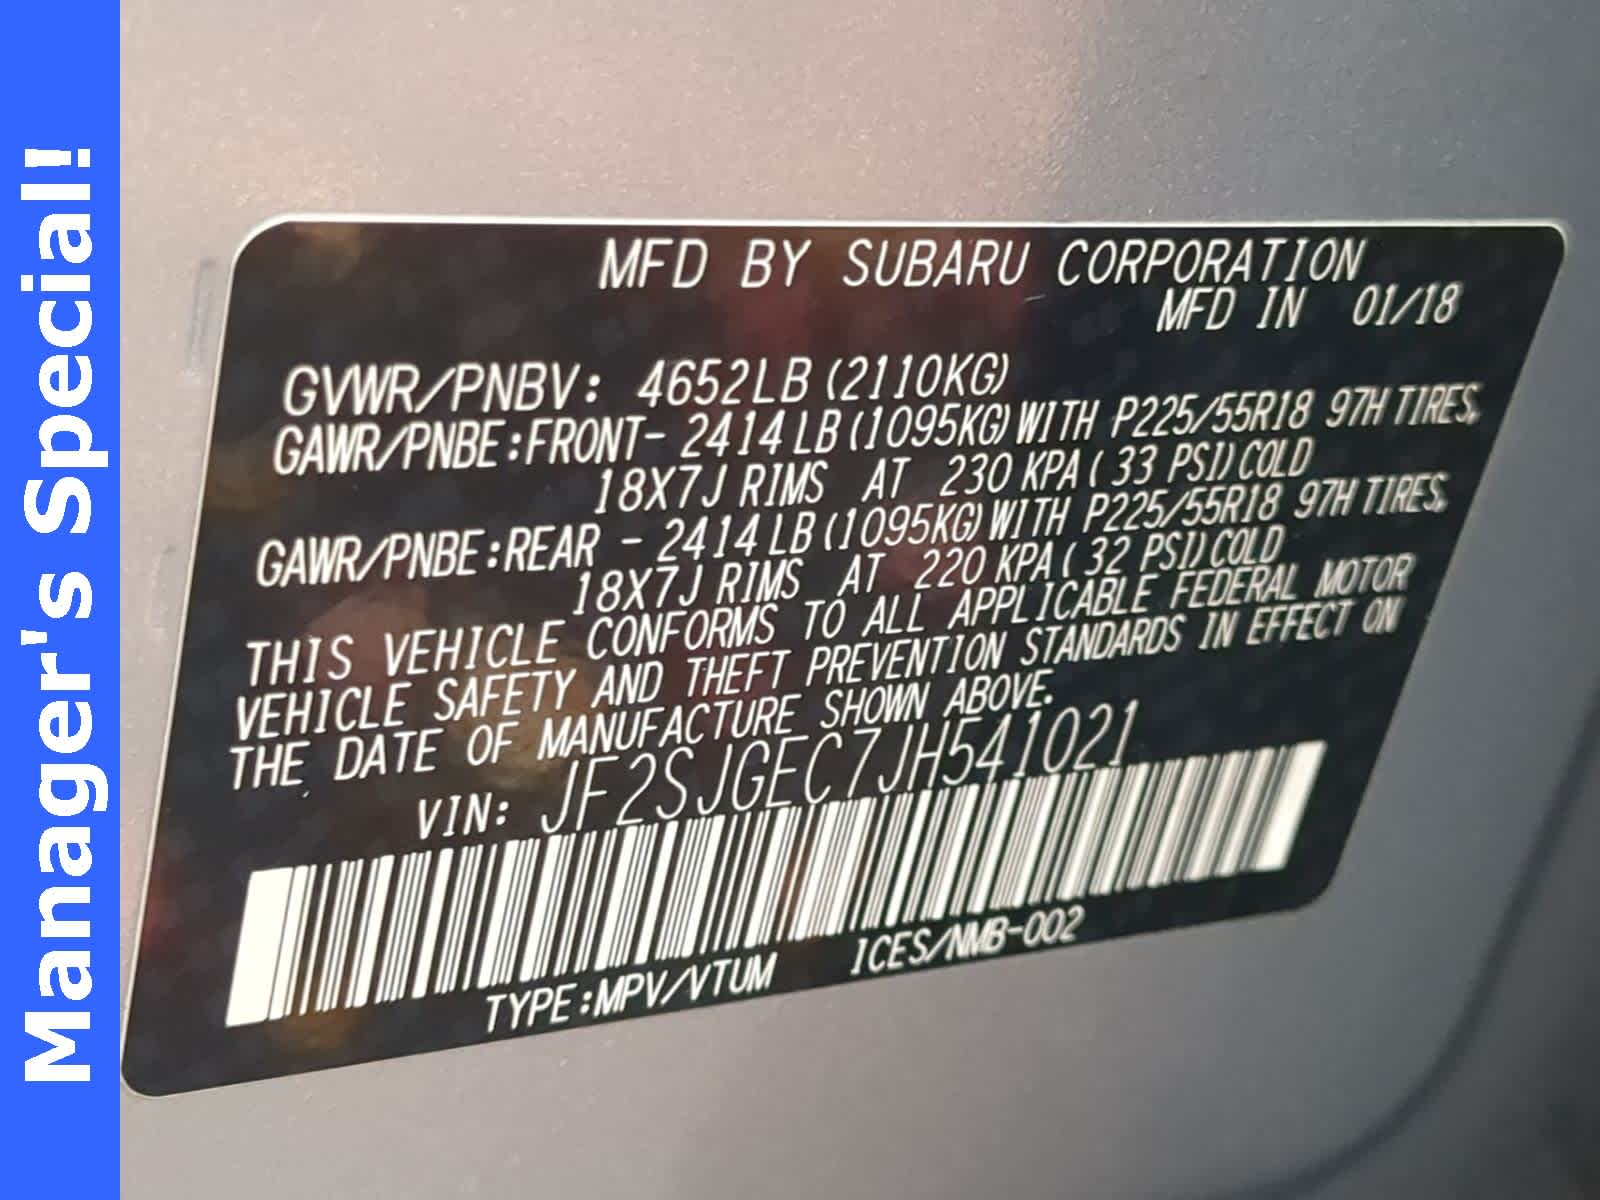 Manager's Special!
MFD BY SUBARU CORPORATION
MFD IN 01/18
GVWR/PNBV: 4652LB (2110KG)
GAWR/PNBE:FRONT- 2414 LB (1095KG) WITH P225/55R18 97H TIRES,
18X7J RIMS AT 230 KPA ( 33 PSI) COLD
GAWR/PNBE:REAR - 2414 LB (1095KG) WITH P225/55R18 97H TIRES,
18X7J RIMS AT 220 KPA ( 32 PSI) COLD
THIS VEHICLE CONFORMS TO ALL APPLICABLE FEDERAL MOTOR
VEHICLE SAFETY AND THEFT PREVENTION STANDARDS IN EFFECT ON
THE DATE OF MANUFACTURE SHOWN ABOVE.
VIN: JF2SJGEC7JH541021
TYPE:MPV/VTUM ICES/NMB-002